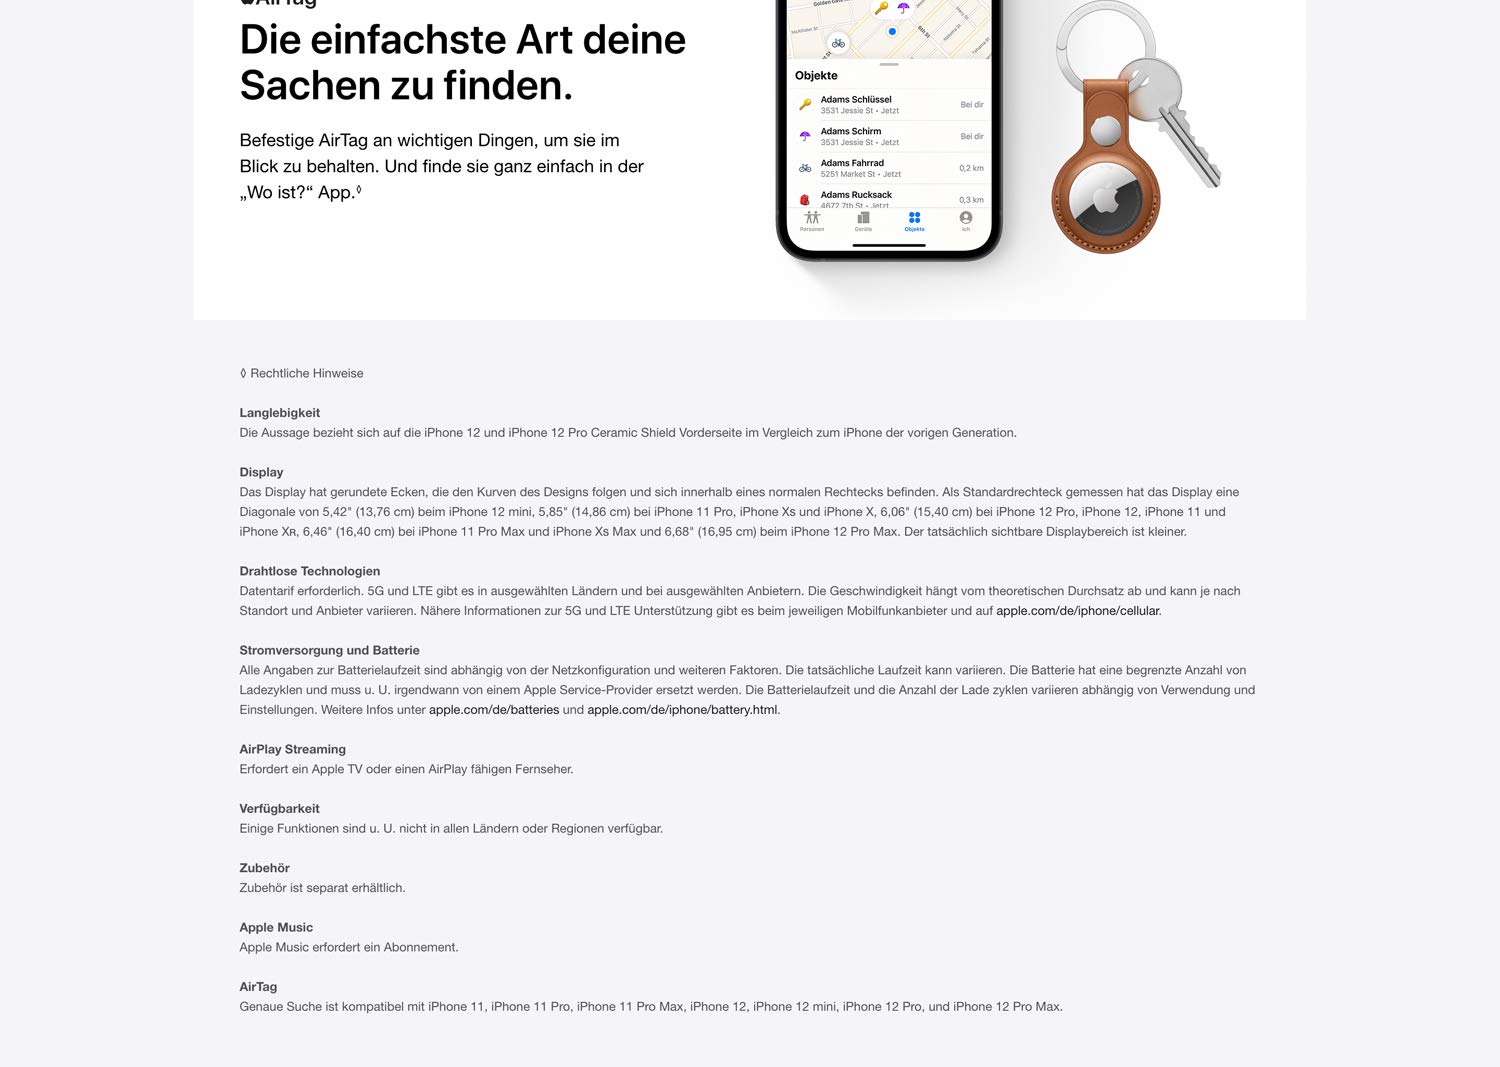 AirTag
Die einfachste Art deine
Sachen zu finden.
Befestige AirTag an wichtigen Dingen, um sie im
Blick zu behalten. Und finde sie ganz einfach in der
„Wo ist?“ App.◊
Objekte
Adams Schlüssel
3531 Jessie St • Jetzt
Bei dir
Adams Schirm
3531 Jessie St • Jetzt
Bei dir
Adams Fahrrad
5251 Market St • Jetzt
0,2 km
Adams Rucksack
4672 7th St • Jetzt
0,3 km
Personen
Geräte
Objekte
Ich
◊ Rechtliche Hinweise
Langlebigkeit
Die Aussage bezieht sich auf die iPhone 12 und iPhone 12 Pro Ceramic Shield Vorderseite im Vergleich zum iPhone der vorigen Generation.
Display
Das Display hat gerundete Ecken, die den Kurven des Designs folgen und sich innerhalb eines normalen Rechtecks befinden. Als Standardrechteck gemessen hat das Display eine
Diagonale von 5,42" (13,76 cm) beim iPhone 12 mini, 5,85" (14,86 cm) bei iPhone 11 Pro, iPhone Xs und iPhone X, 6,06" (15,40 cm) bei iPhone 12 Pro, iPhone 12, iPhone 11 und
iPhone XR, 6,46" (16,40 cm) bei iPhone 11 Pro Max und iPhone Xs Max und 6,68" (16,95 cm) beim iPhone 12 Pro Max. Der tatsächlich sichtbare Displaybereich ist kleiner.
Drahtlose Technologien
Datentarif erforderlich. 5G und LTE gibt es in ausgewählten Ländern und bei ausgewählten Anbietern. Die Geschwindigkeit hängt vom theoretischen Durchsatz ab und kann je nach
Standort und Anbieter variieren. Nähere Informationen zur 5G und LTE Unterstützung gibt es beim jeweiligen Mobilfunkanbieter und auf apple.com/de/iphone/cellular.
Stromversorgung und Batterie
Alle Angaben zur Batterielaufzeit sind abhängig von der Netzkonfiguration und weiteren Faktoren. Die tatsächliche Laufzeit kann variieren. Die Batterie hat eine begrenzte Anzahl von
Ladezyklen und muss u. U. irgendwann von einem Apple Service-Provider ersetzt werden. Die Batterielaufzeit und die Anzahl der Lade zyklen variieren abhängig von Verwendung und
Einstellungen. Weitere Infos unter apple.com/de/batteries und apple.com/de/iphone/battery.html.
AirPlay Streaming
Erfordert ein Apple TV oder einen AirPlay fähigen Fernseher.
Verfügbarkeit
Einige Funktionen sind u. U. nicht in allen Ländern oder Regionen verfügbar.
Zubehör
Zubehör ist separat erhältlich.
Apple Music
Apple Music erfordert ein Abonnement.
AirTag
Genaue Suche ist kompatibel mit iPhone 11, iPhone 11 Pro, iPhone 11 Pro Max, iPhone 12, iPhone 12 mini, iPhone 12 Pro, und iPhone 12 Pro Max.